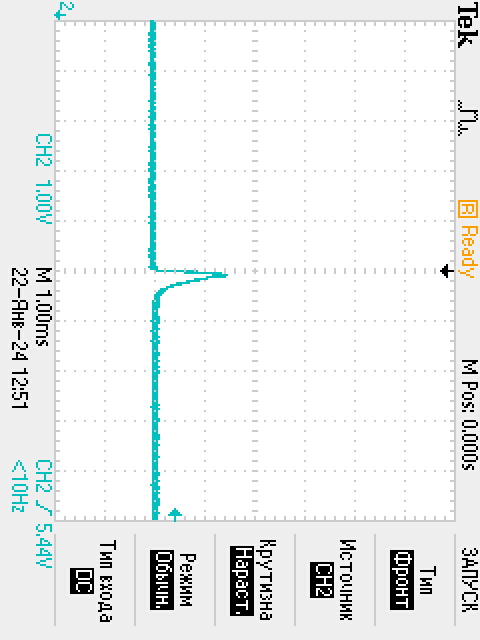 Tek
R Ready
M Pos: 0.000s
ЗАПУСК
Тип
Фронт
Источник
CH2
Крутизна
Нараст
Режим
Обычн.
Тип входа
DC
2
CH2 1.00V
M 1.00ms
CH2 / 5.44V
22-Янв-24 12:51
<10Hz